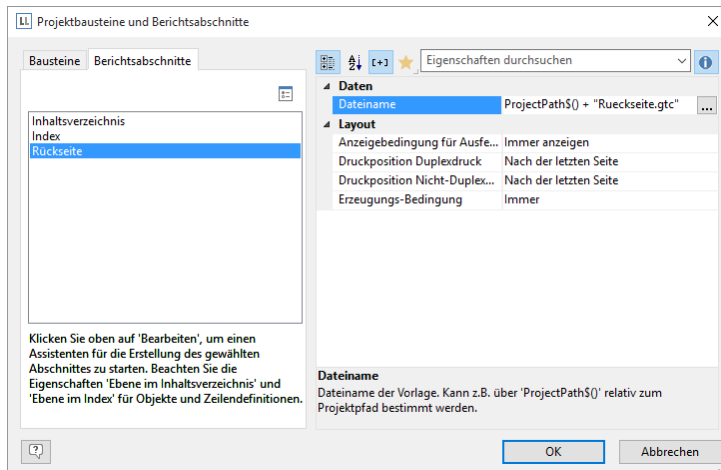 LL Projektbausteine und Berichtsabschnitte
Bausteine Berichtsabschnitte
Inhaltsverzeichnis
Index
Rückseite
Klicken Sie oben auf 'Bearbeiten', um einen
Assistenten für die Erstellung des gewählten
Abschnittes zu starten. Beachten Sie die
Eigenschaften 'Ebene im Inhaltsverzeichnis' und
'Ebene im Index' für Objekte und Zeilendefinitionen.
Eigenschaften durchsuchen
Daten
Dateiname ProjectPath$() + "Rueckseite.gtc" ...
Layout
Anzeigebedingung für Ausfe... Immer anzeigen
Druckposition Duplexdruck Nach der letzten Seite
Druckposition Nicht-Duplex... Nach der letzten Seite
Erzeugungs-Bedingung Immer
Dateiname
Dateiname der Vorlage. Kann z.B. über 'ProjectPath$()' relativ zum
Projektpfad bestimmt werden.
OK Abbrechen